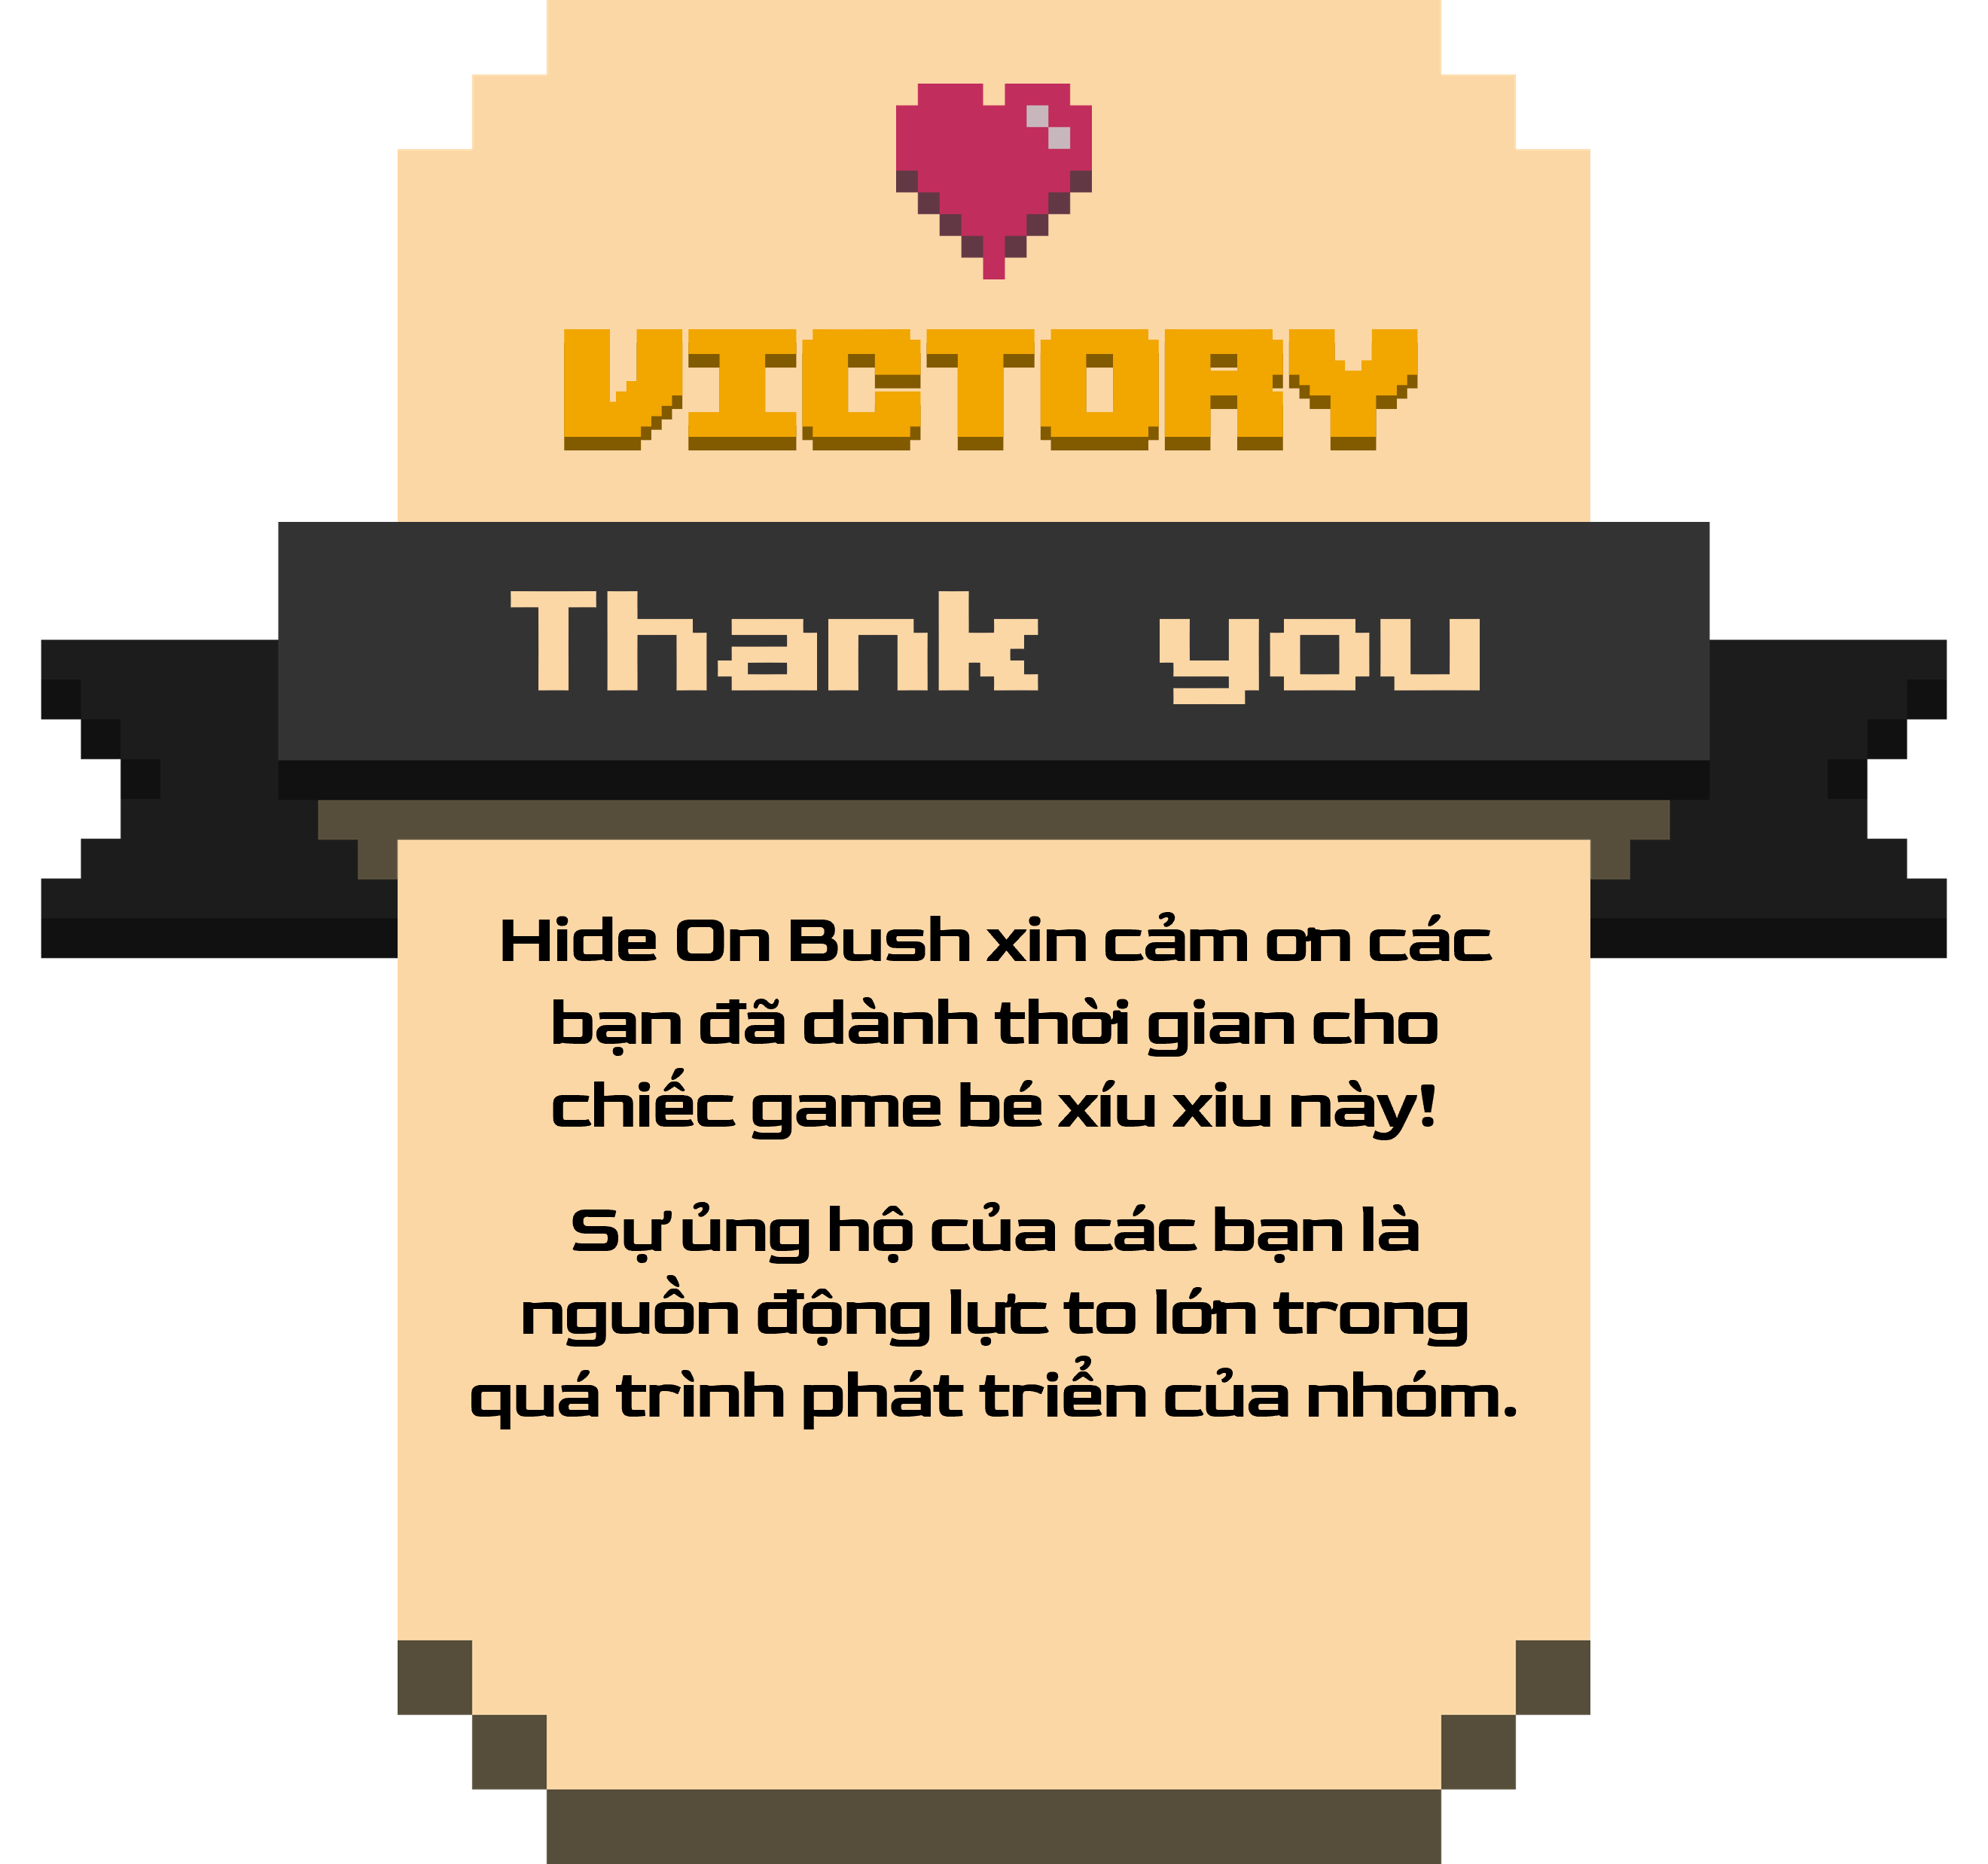 VICTORY
Thank you
Hide On Bush xin cảm ơn các
bạn đã dành thời gian cho
chiếc game bé xíu xiu này!
Sự ủng hộ của các bạn là
nguồn động lực to lớn trong
quá trình phát triển của nhóm.